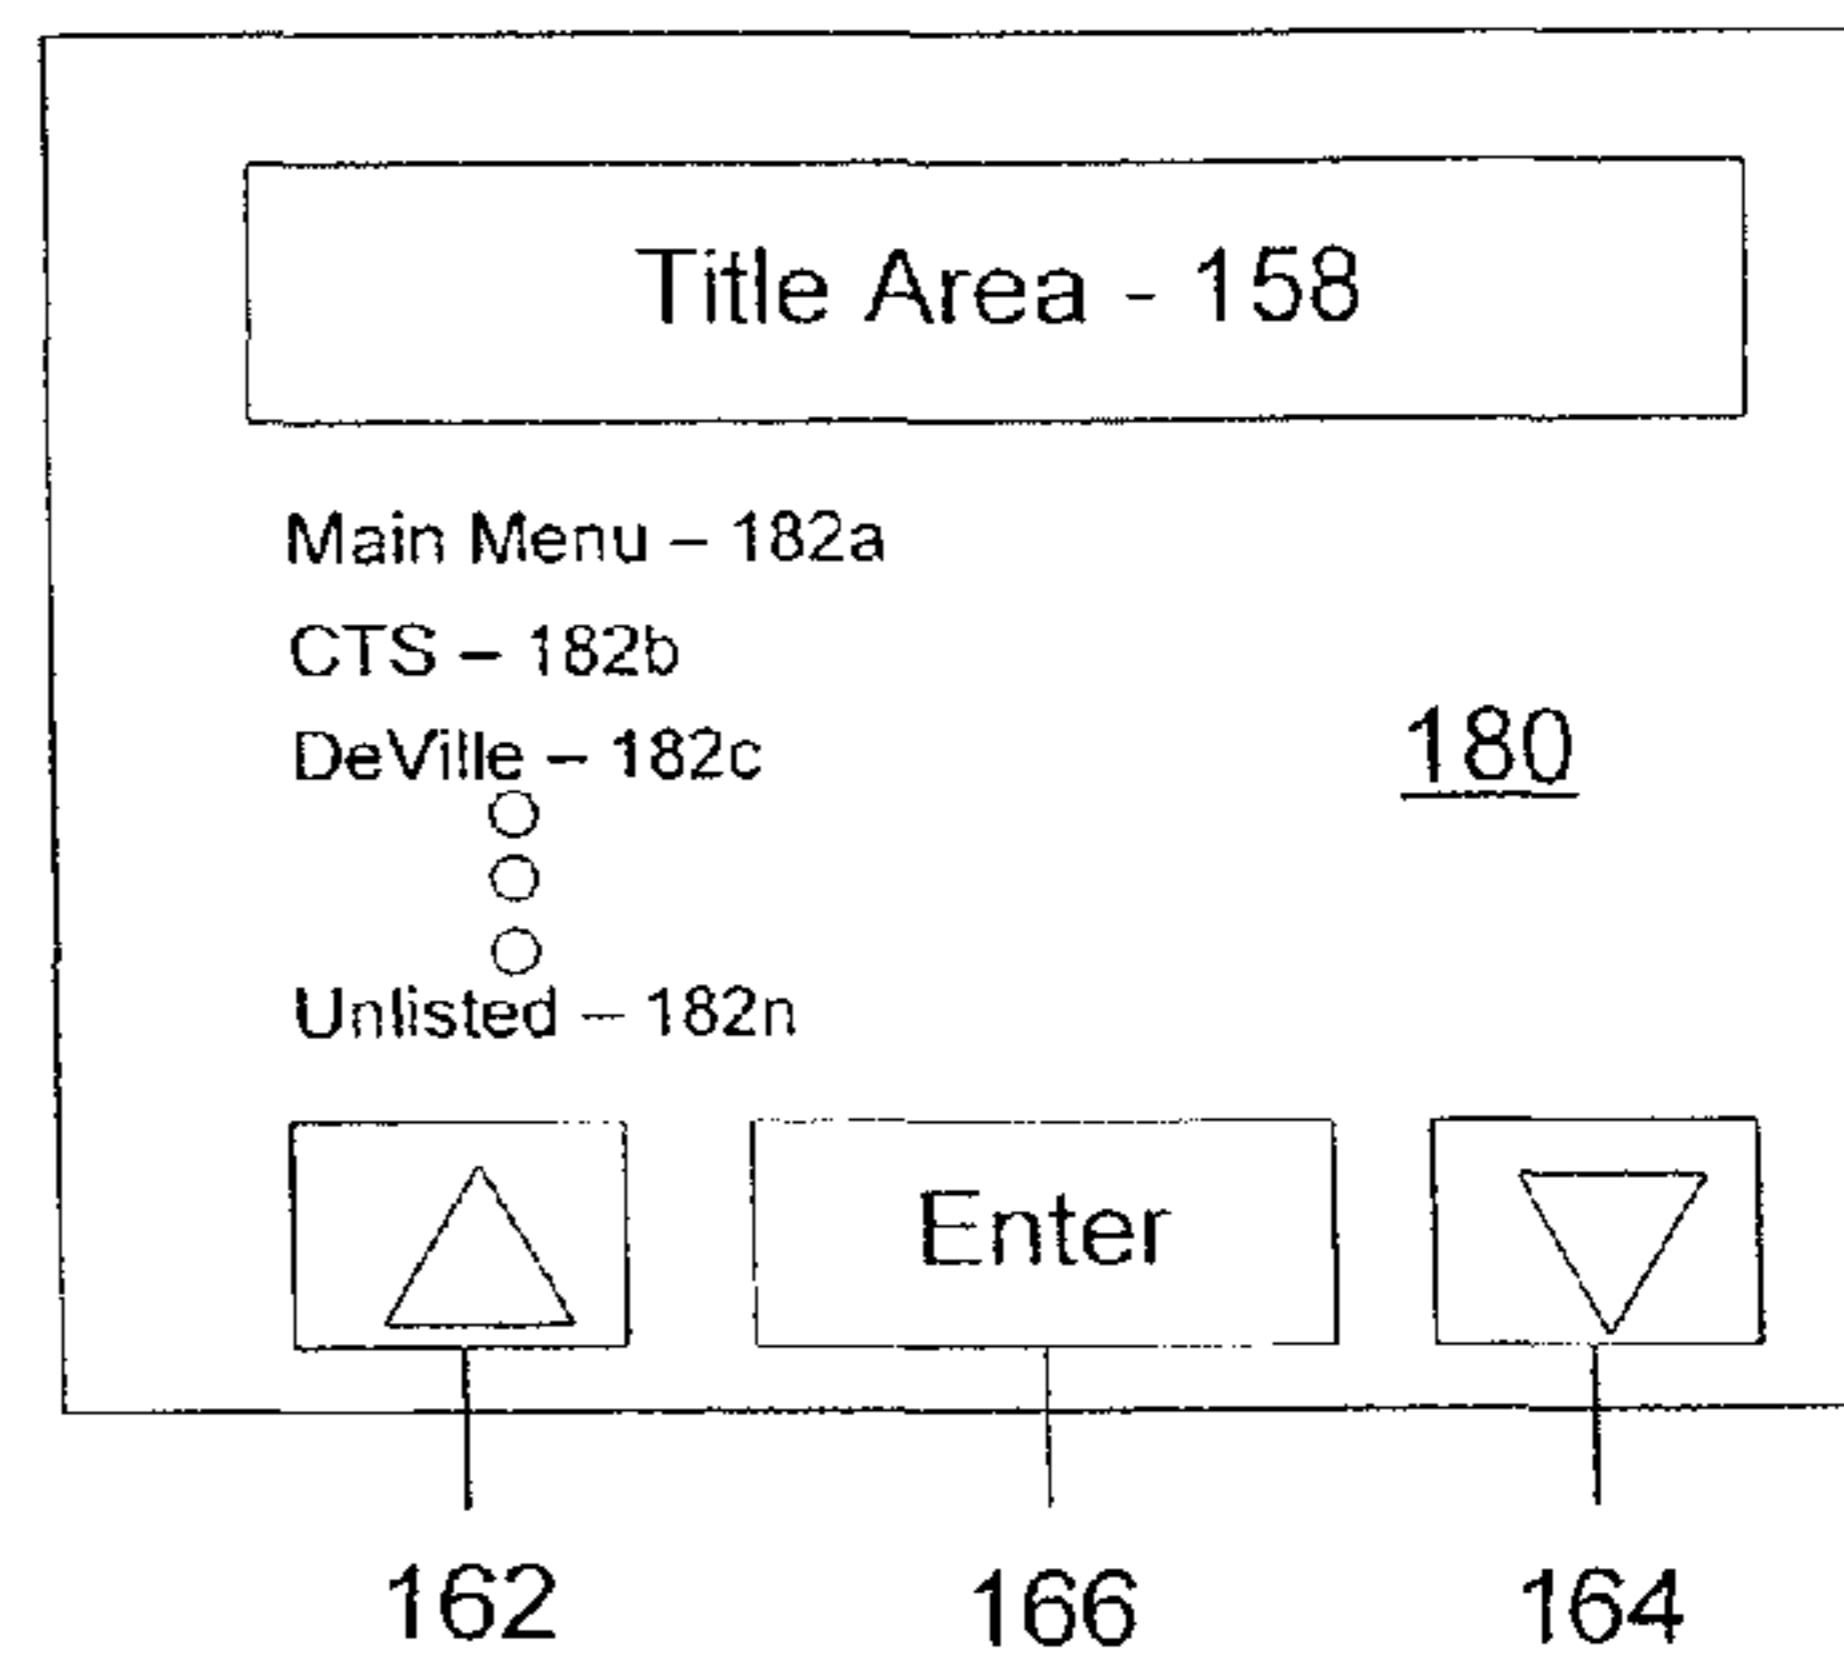 Title Area - 158
Main Menu – 182a
CTS – 182b
DeVille – 182c
180
Unlisted – 182n
Enter
162
166
164